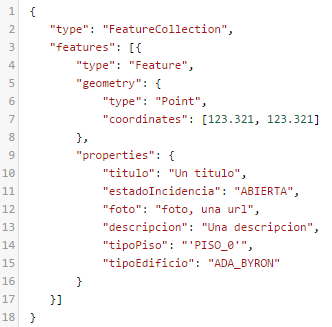 1 {
2 "type": "FeatureCollection",
3 "features": [{
4 "type": "Feature",
5 "geometry": {
6 "type": "Point",
7 "coordinates": [123.321, 123.321]
8 },
9 "properties": {
10 "titulo": "Un titulo",
11 "estadoIncidencia": "ABIERTA",
12 "foto": "foto, una url",
13 "descripcion": "Una descripcion",
14 "tipoPiso": "'PISO_0'",
15 "tipoEdificio": "ADA_BYRON"
16 }
17 }]
18 }